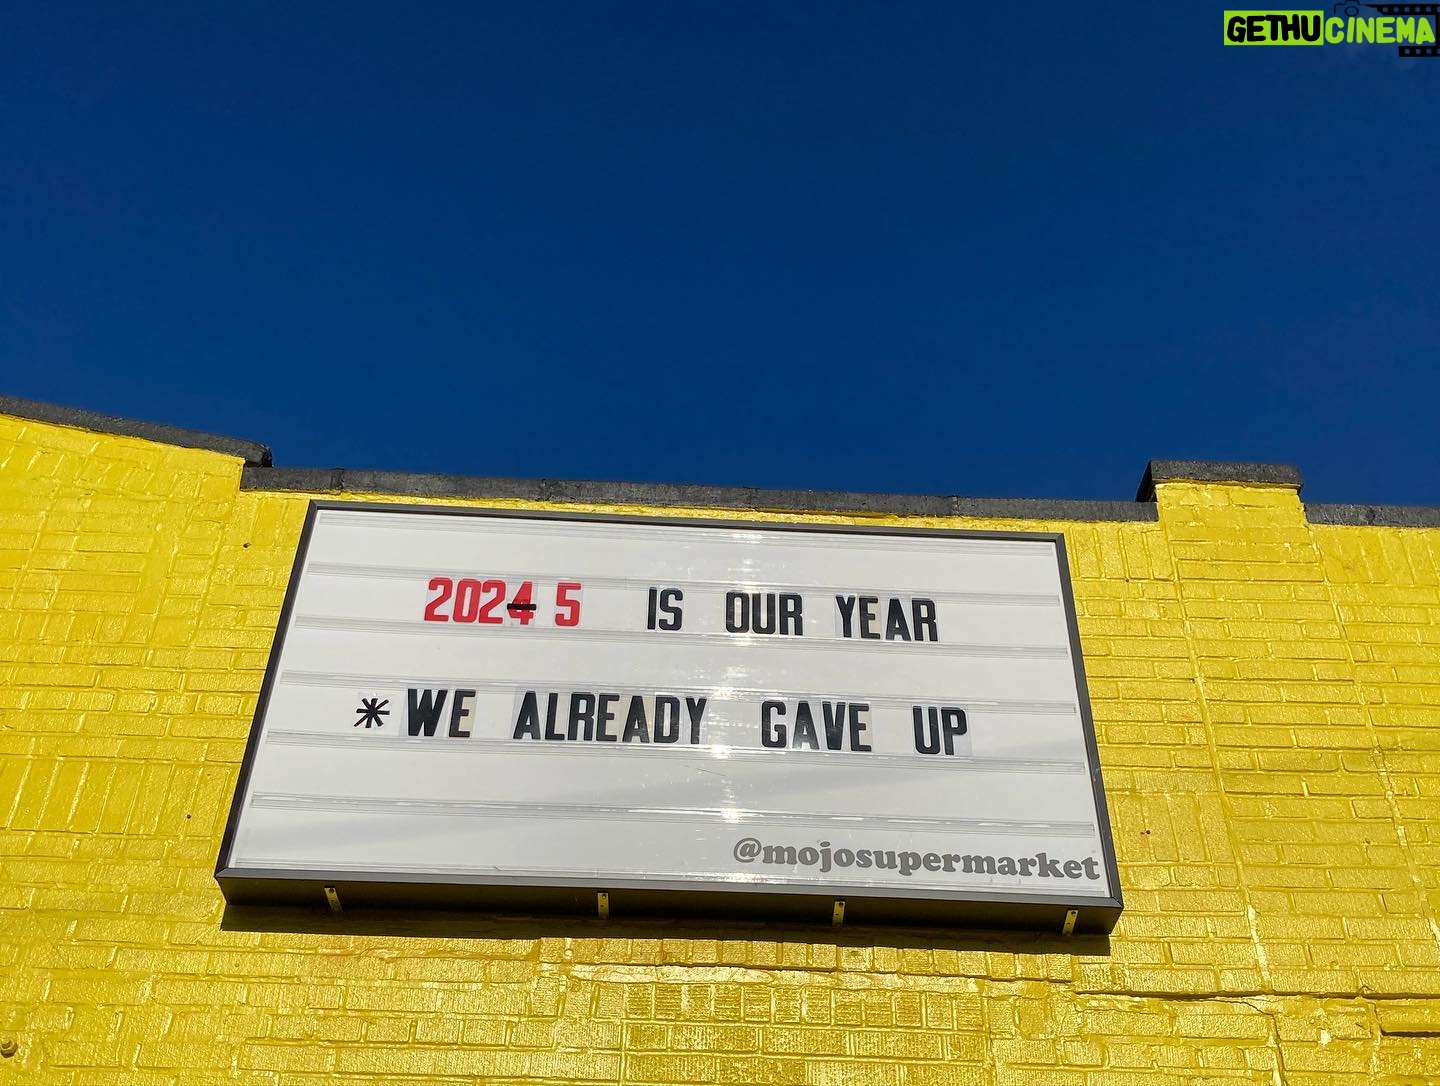 GETHUCINEMA
2024 5 IS OUR YEAR
*WE ALREADY GAVE UP
@mojosupermarket